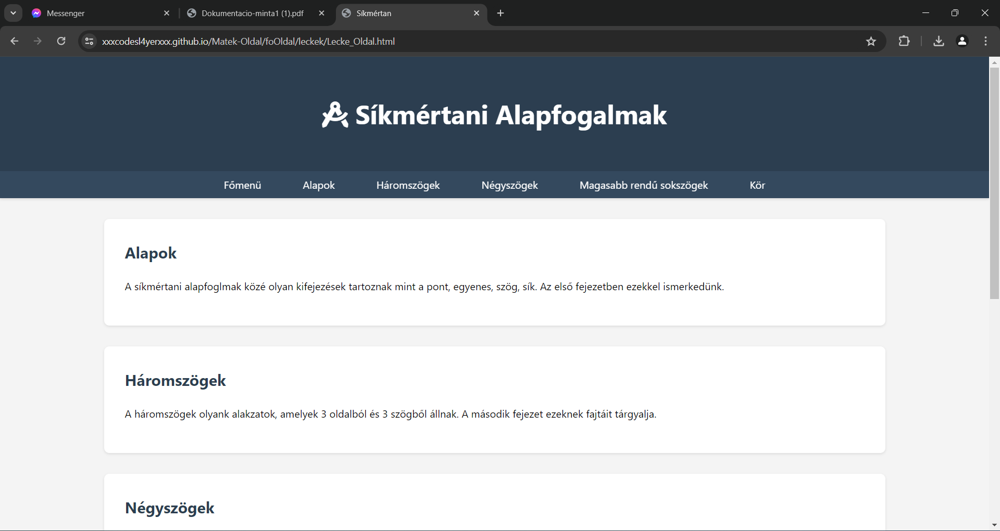 Messenger
Dokumentacio-minta1 (1).pdf
Síkmértan
xxxcodesl4yerxxx.github.io/Matek-Oldal/foOldal/leckek/Lecke_Oldal.html
Síkmértani Alapfogalmak
Főmenü Alapok Háromszögek Négyszögek Magasabb rendű sokszögek Kör
Alapok
A síkmértani alapfoglmak közé olyan kifejezések tartoznak mint a pont, egyenes, szög, sík. Az első fejezetben ezekkel ismerkedünk.
Háromszögek
A háromszögek olyank alakzatok, amelyek 3 oldalból és 3 szögből állnak. A második fejezet ezeknek fajtáit tárgyalja.
Négyszögek